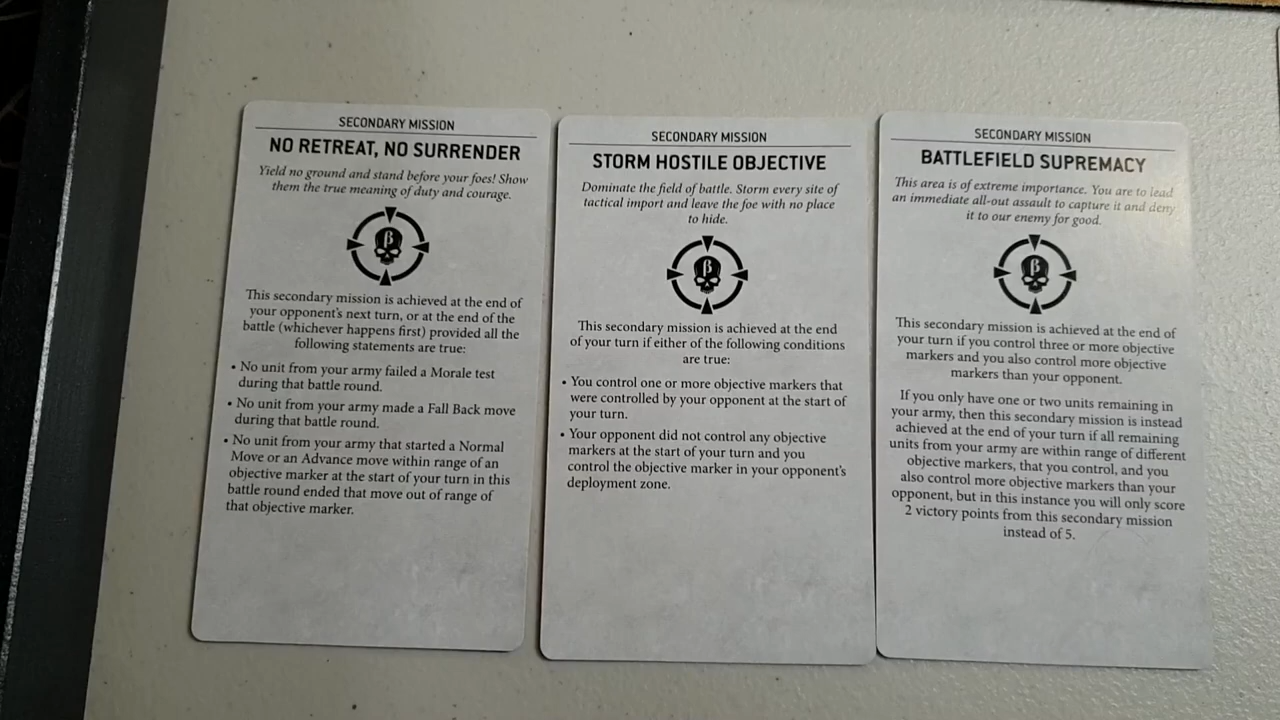 SECONDARY MISSION
NO RETREAT, NO SURRENDER
Yield no ground and stand before your foes! Show
them the true meaning of duty and courage.
β
This secondary mission is achieved at the end of
your opponent's next turn, or at the end of the
battle (whichever happens first) provided all the
following statements are true:
• No unit from your army failed a Morale test
during that battle round.
• No unit from your army made a Fall Back move
during that battle round.
• No unit from your army that started a Normal
Move or an Advance move within range of an
objective marker at the start of your turn in this
battle round ended that move out of range of
that objective marker.
SECONDARY MISSION
STORM HOSTILE OBJECTIVE
Dominate the field of battle. Storm every site of
tactical import and leave the foe with no place
to hide.
β
This secondary mission is achieved at the end
of your turn if either of the following conditions
are true:
• You control one or more objective markers that
were controlled by your opponent at the start of
your turn.
• Your opponent did not control any objective
markers at the start of your turn and you
control the objective marker in your opponent's
deployment zone.
SECONDARY MISSION
BATTLEFIELD SUPREMACY
This area is of extreme importance. You are to lead
an immediate all-out assault to capture it and deny
it to our enemy for good.
β
This secondary mission is achieved at the end of
your turn if you control three or more objective
markers and you also control more objective
markers than your opponent.
If you only have one or two units remaining in
your army, then this secondary mission is instead
achieved at the end of your turn if all remaining
units from your army are within range of different
objective markers, that you control, and you
also control more objective markers than your
opponent, but in this instance you will only score
2 victory points from this secondary mission
instead of 5.